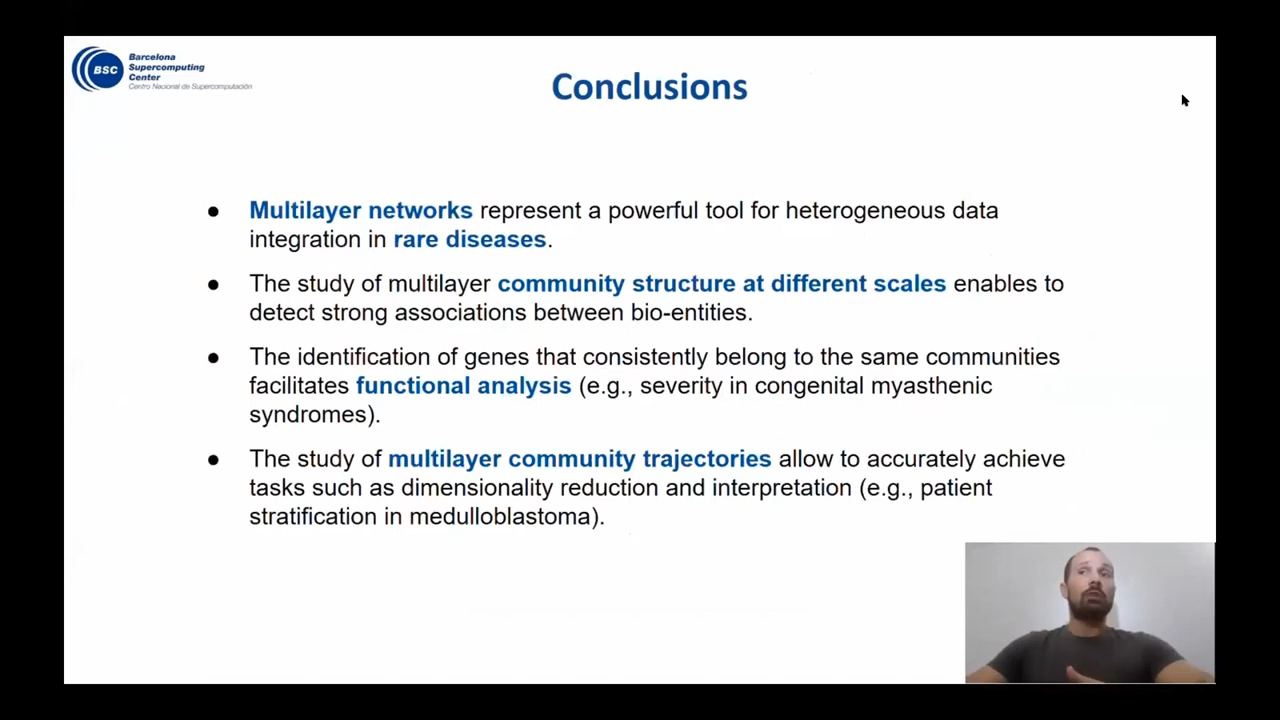 Barcelona
Supercomputing
Center
Centro Nacional de Supercomputación
BSC
Conclusions
● Multilayer networks represent a powerful tool for heterogeneous data
integration in rare diseases.
● The study of multilayer community structure at different scales enables to
detect strong associations between bio-entities.
● The identification of genes that consistently belong to the same communities
facilitates functional analysis (e.g., severity in congenital myasthenic
syndromes).
● The study of multilayer community trajectories allow to accurately achieve
tasks such as dimensionality reduction and interpretation (e.g., patient
stratification in medulloblastoma).